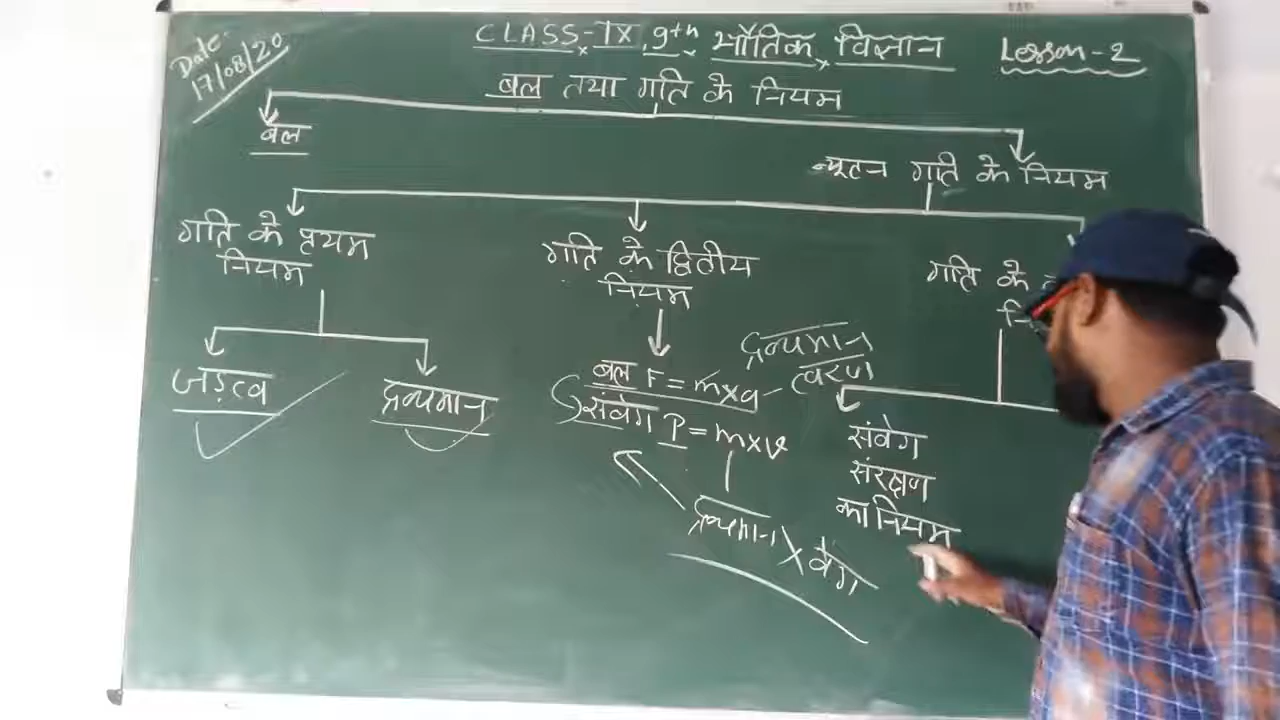 Date:
17/08/20
CLASS-IX, 9th भौतिक विज्ञान
Lesson-2
बल तथा गति के नियम
बल
न्यूटन गति के नियम
गति के प्रथम
नियम
गति के द्वितीय
नियम
गति के
जड़त्व
द्रव्यमान
द्रव्यमान
बल F = m×a – त्वरण
संवेग P = m×v
द्रव्यमान × वेग
संवेग
संरक्षण
का नियम